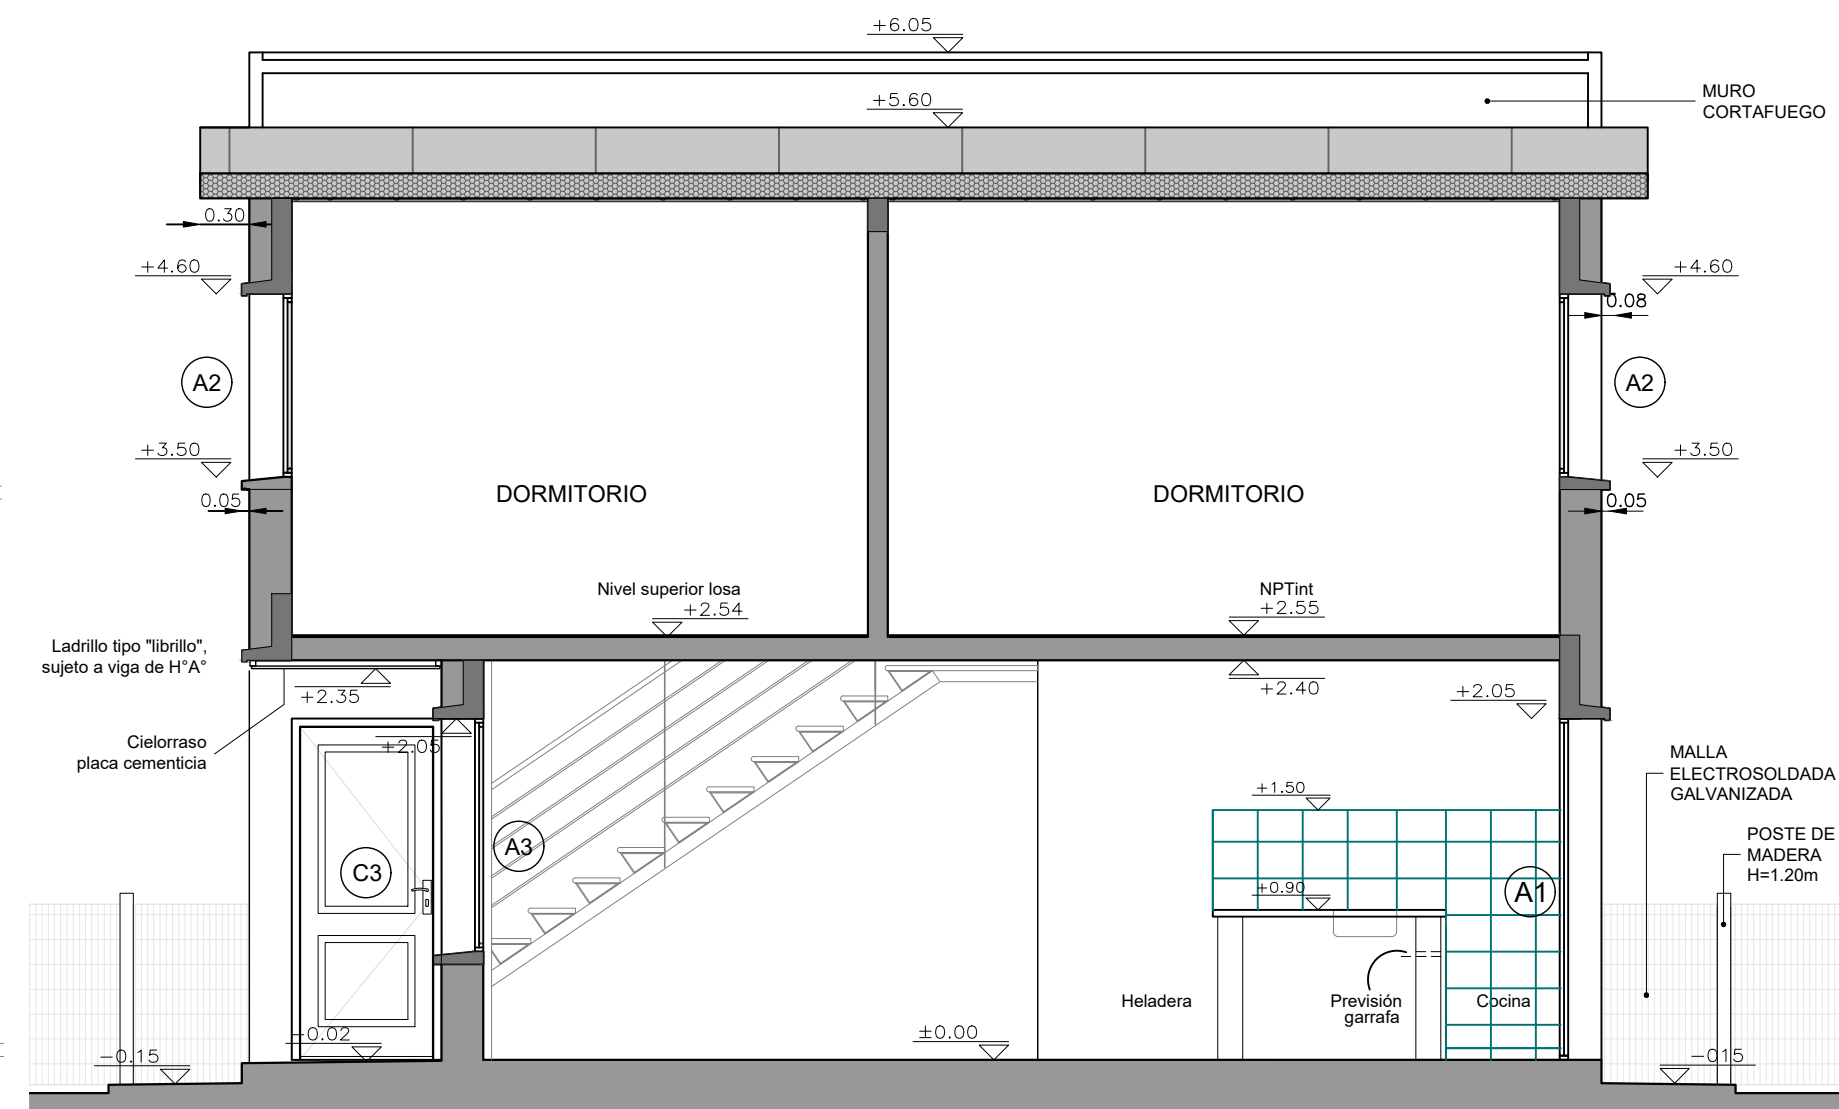 +6.05
MURO
CORTAFUEGO
+5.60
0.30
+4.60
+4.60
0.08
A2
A2
+3.50
+3.50
DORMITORIO
DORMITORIO
0.05
0.05
Nivel superior losa
+2.54
NPTint
+2.55
Ladrillo tipo "librillo",
sujeto a viga de H°A°
+2.35
+2.40
+2.05
Cielorraso
placa cementicia
+2.05
MALLA
ELECTROSOLDADA
GALVANIZADA
+1.50
POSTE DE
MADERA
H=1.20m
A3
C3
+0.90
A1
Heladera
Previsión
garrafa
Cocina
-0.02
±0.00
-0.15
-015